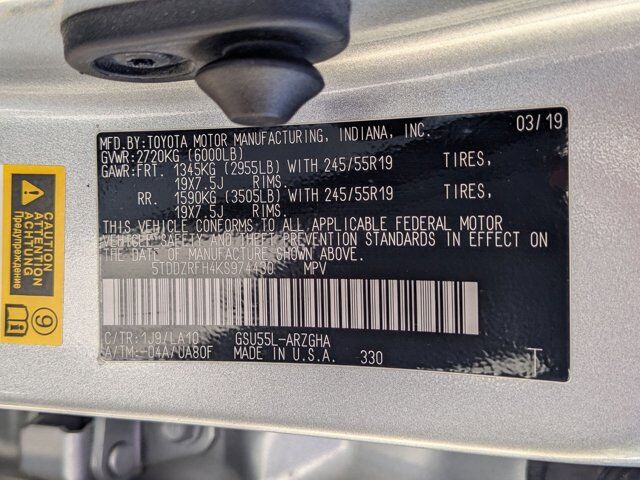 MFD.BY:TOYOTA MOTOR MANUFACTURING, INDIANA, INC. 03/19
GVWR:2720KG (6000LB)
GAWR:FRT. 1345KG (2955LB) WITH 245/55R19 TIRES,
19X7.5J RIMS.
RR. 1590KG (3505LB) WITH 245/55R19 TIRES,
19X7.5J RIMS.
THIS VEHICLE CONFORMS TO ALL APPLICABLE FEDERAL MOTOR
VEHICLE SAFETY AND THEFT PREVENTION STANDARDS IN EFFECT ON
THE DATE OF MANUFACTURE SHOWN ABOVE.
5TDDZRFH4KS974430 MPV
C/TR:1J9/LA10 GSU55L-ARZGHA
A/TM:-04A/UA80F MADE IN U.S.A. 330 T
CAUTION
ATTENTION
ACHTUNG
Предупреждение
9